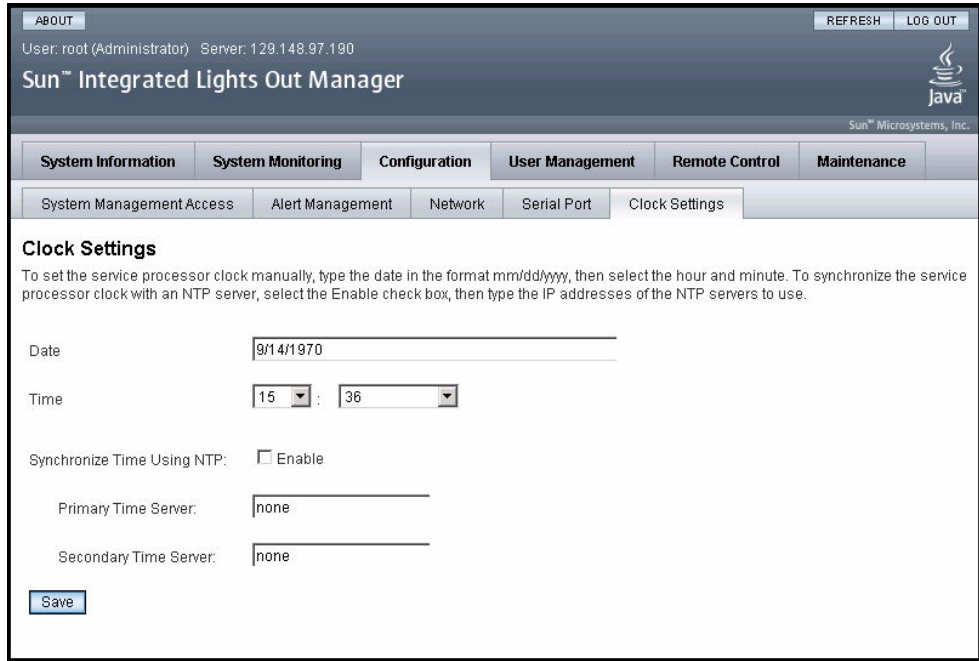 ABOUT
REFRESH LOG OUT
User: root (Administrator) Server: 129.148.97.190
Sun™ Integrated Lights Out Manager
Java™
Sun™ Microsystems, Inc.
System Information System Monitoring Configuration User Management Remote Control Maintenance
System Management Access Alert Management Network Serial Port Clock Settings
Clock Settings
To set the service processor clock manually, type the date in the format mm/dd/yyyy, then select the hour and minute. To synchronize the service
processor clock with an NTP server, select the Enable check box, then type the IP addresses of the NTP servers to use.
Date 9/14/1970
Time 15 : 36
Synchronize Time Using NTP: Enable
Primary Time Server: none
Secondary Time Server: none
Save